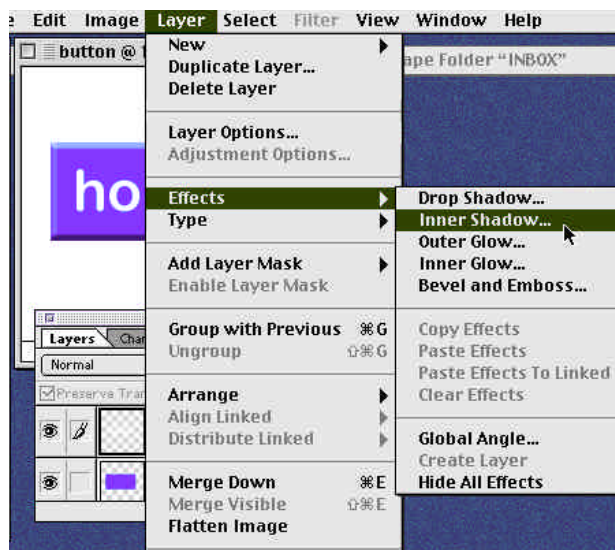 Edit Image Layer Select Filter View Window Help
button @
ape Folder “INBOX”
New
Duplicate Layer...
Delete Layer
Layer Options...
Adjustment Options...
Effects
Type
Add Layer Mask
Enable Layer Mask
Group with Previous ⌘G
Ungroup ⇧⌘G
Arrange
Align Linked
Distribute Linked
Merge Down ⌘E
Merge Visible ⇧⌘E
Flatten Image
Drop Shadow...
Inner Shadow...
Outer Glow...
Inner Glow...
Bevel and Emboss...
Copy Effects
Paste Effects
Paste Effects To Linked
Clear Effects
Global Angle...
Create Layer
Hide All Effects
ho
Layers Chan
Normal
Preserve Tran